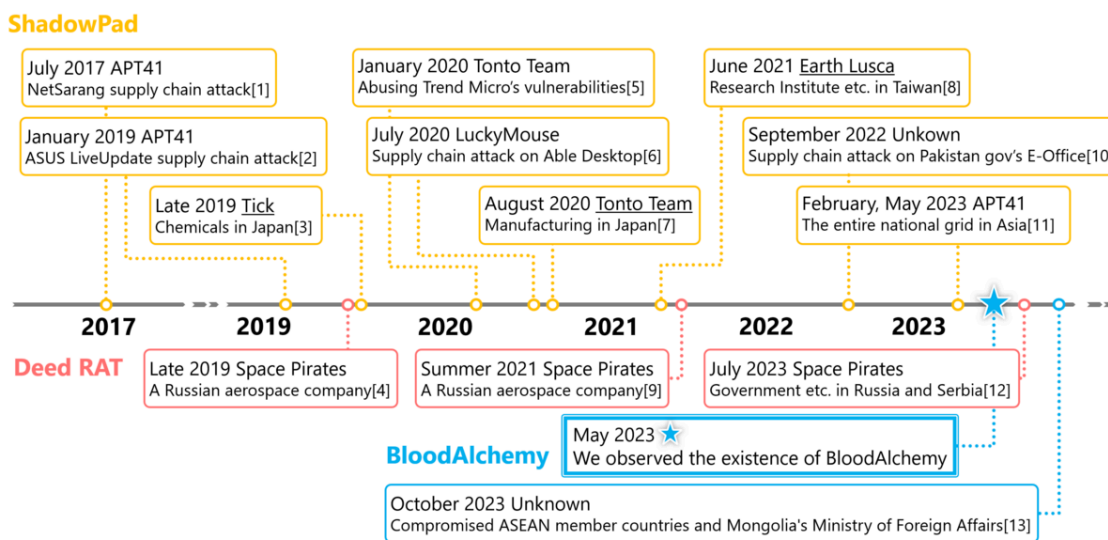 ShadowPad
July 2017 APT41
NetSarang supply chain attack[1]
January 2019 APT41
ASUS LiveUpdate supply chain attack[2]
Late 2019 Tick
Chemicals in Japan[3]
January 2020 Tonto Team
Abusing Trend Micro's vulnerabilities[5]
July 2020 LuckyMouse
Supply chain attack on Able Desktop[6]
August 2020 Tonto Team
Manufacturing in Japan[7]
June 2021 Earth Lusca
Research Institute etc. in Taiwan[8]
September 2022 Unkown
Supply chain attack on Pakistan gov's E-Office[10]
February, May 2023 APT41
The entire national grid in Asia[11]
2017
2019
2020
2021
2022
2023
Deed RAT
Late 2019 Space Pirates
A Russian aerospace company[4]
Summer 2021 Space Pirates
A Russian aerospace company[9]
July 2023 Space Pirates
Government etc. in Russia and Serbia[12]
BloodAlchemy
May 2023
We observed the existence of BloodAlchemy
October 2023 Unknown
Compromised ASEAN member countries and Mongolia's Ministry of Foreign Affairs[13]